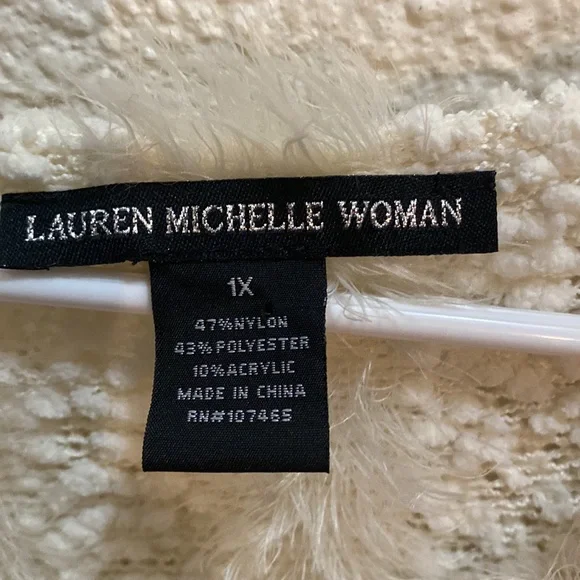 LAUREN MICHELLE WOMAN
1X
47%NYLON
43%POLYESTER
10%ACRYLIC
MADE IN CHINA
RN#107465